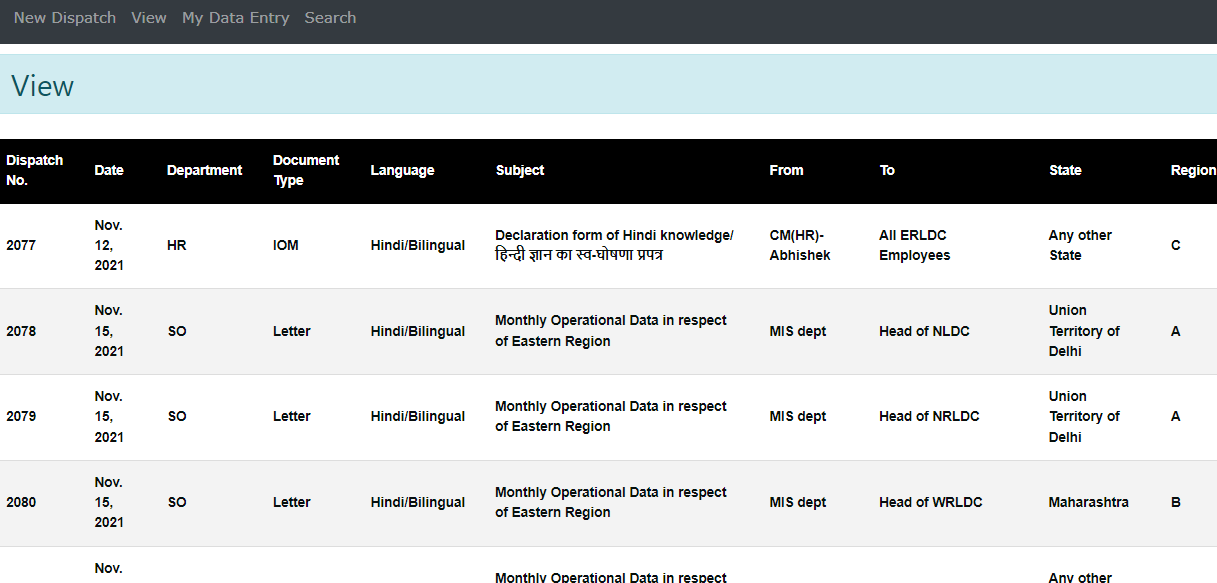 New Dispatch View My Data Entry Search
View
Dispatch No. Date Department Document Type Language Subject From To State Region
2077 Nov. 12, 2021 HR IOM Hindi/Bilingual Declaration form of Hindi knowledge/ हिन्दी ज्ञान का स्व-घोषणा प्रपत्र CM(HR)- Abhishek All ERLDC Employees Any other State C
2078 Nov. 15, 2021 SO Letter Hindi/Bilingual Monthly Operational Data in respect of Eastern Region MIS dept Head of NLDC Union Territory of Delhi A
2079 Nov. 15, 2021 SO Letter Hindi/Bilingual Monthly Operational Data in respect of Eastern Region MIS dept Head of NRLDC Union Territory of Delhi A
2080 Nov. 15, 2021 SO Letter Hindi/Bilingual Monthly Operational Data in respect of Eastern Region MIS dept Head of WRLDC Maharashtra B
Nov. Monthly Operational Data in respect Any other